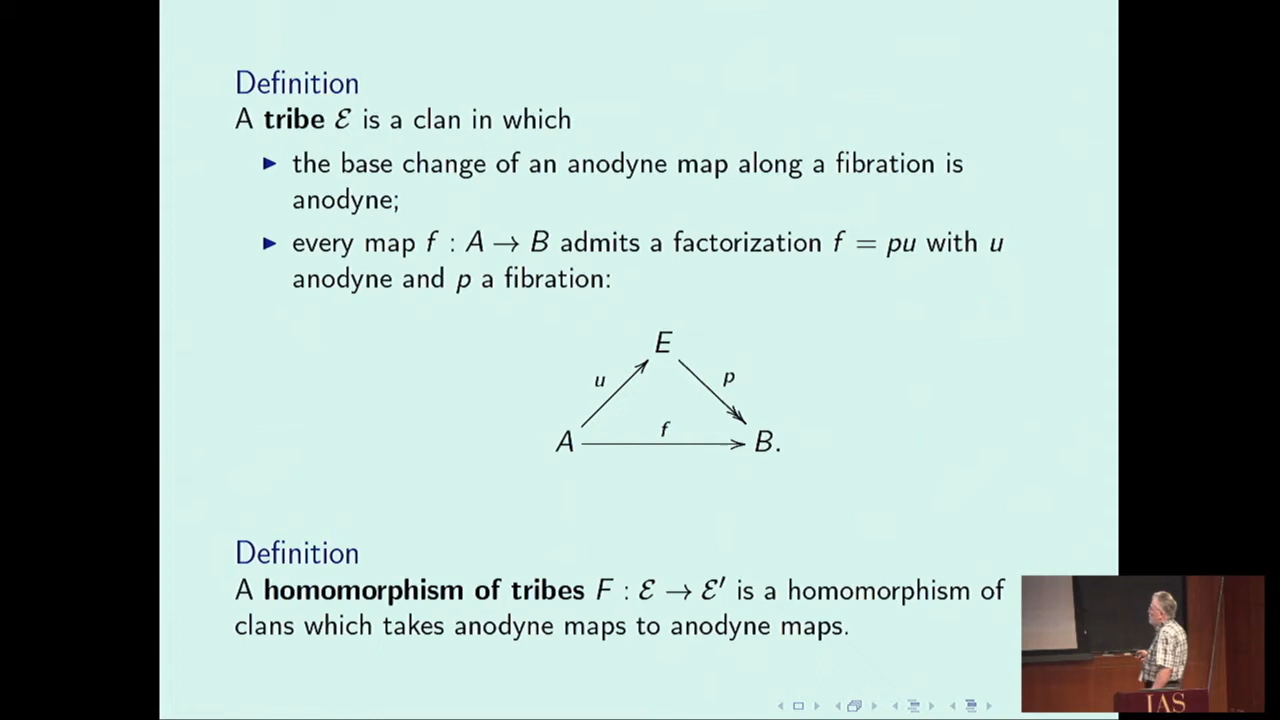 Definition
A tribe ℰ is a clan in which
▶ the base change of an anodyne map along a fibration is
anodyne;
▶ every map f : A → B admits a factorization f = pu with u
anodyne and p a fibration:
E
u p
f
A B.
Definition
A homomorphism of tribes F : ℰ → ℰ′ is a homomorphism of
clans which takes anodyne maps to anodyne maps.
IAS